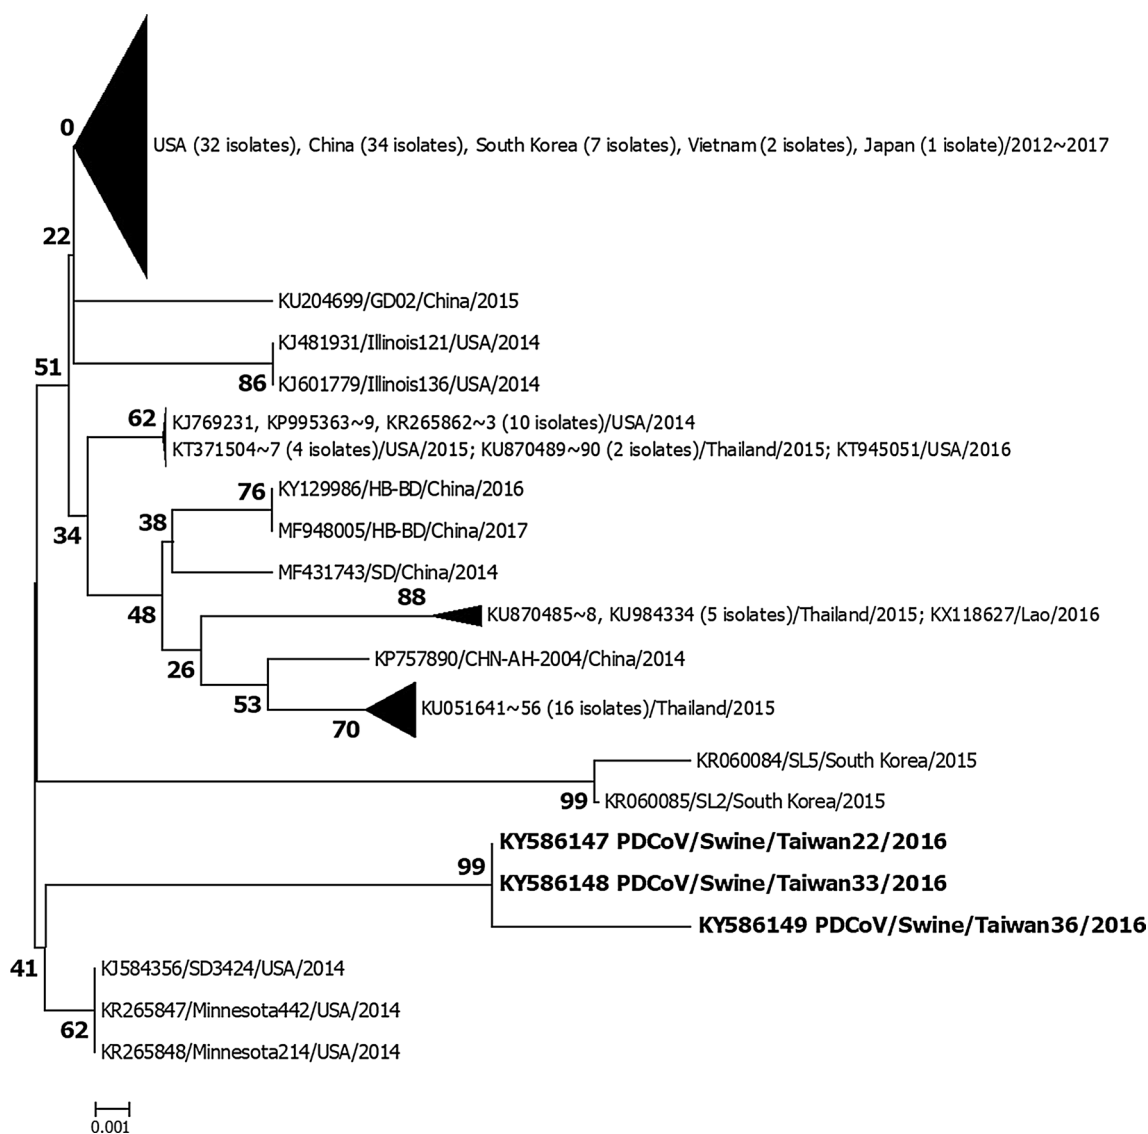 0
USA (32 isolates), China (34 isolates), South Korea (7 isolates), Vietnam (2 isolates), Japan (1 isolate)/2012~2017
22
KU204699/GD02/China/2015
KJ481931/Illinois121/USA/2014
51
86
KJ601779/Illinois136/USA/2014
62
KJ769231, KP995363~9, KR265862~3 (10 isolates)/USA/2014
KT371504~7 (4 isolates)/USA/2015; KU870489~90 (2 isolates)/Thailand/2015; KT945051/USA/2016
76
KY129986/HB-BD/China/2016
38
MF948005/HB-BD/China/2017
34
MF431743/SD/China/2014
88
48
KU870485~8, KU984334 (5 isolates)/Thailand/2015; KX118627/Lao/2016
26
KP757890/CHN-AH-2004/China/2014
53
KU051641~56 (16 isolates)/Thailand/2015
70
KR060084/SL5/South Korea/2015
99
KR060085/SL2/South Korea/2015
KY586147 PDCoV/Swine/Taiwan22/2016
99
KY586148 PDCoV/Swine/Taiwan33/2016
KY586149 PDCoV/Swine/Taiwan36/2016
41
KJ584356/SD3424/USA/2014
KR265847/Minnesota442/USA/2014
62
KR265848/Minnesota214/USA/2014
0.001